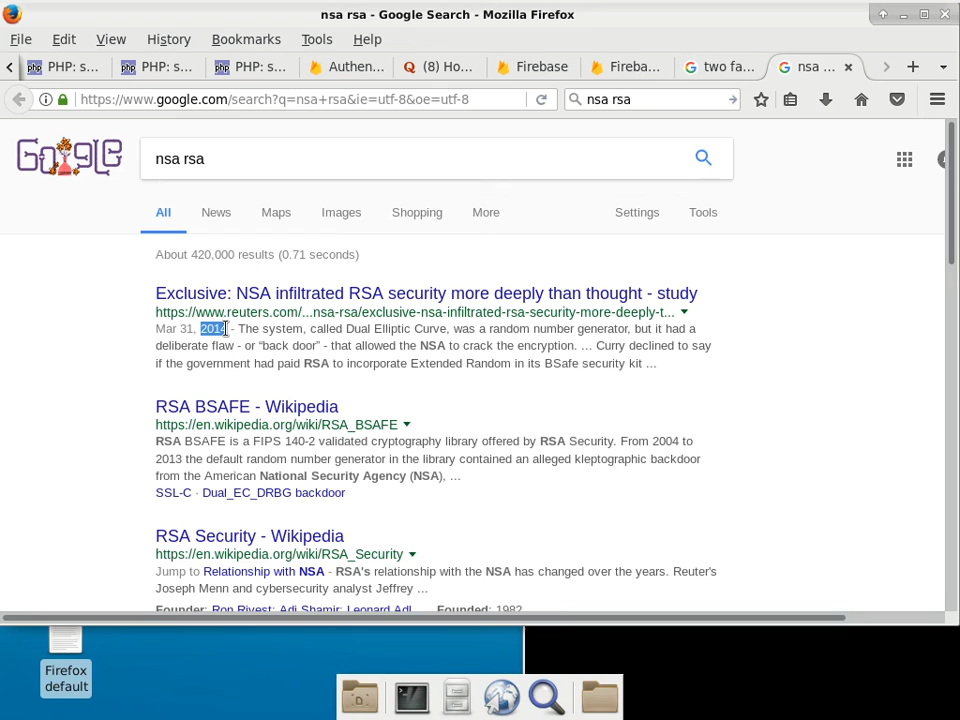 nsa rsa - Google Search - Mozilla Firefox
File Edit View History Bookmarks Tools Help
PHP: s... PHP: s... PHP: s... Authen... (8) Ho... Firebase Fireba... two fa... nsa ...
https://www.google.com/search?q=nsa+rsa&ie=utf-8&oe=utf-8 nsa rsa
Google nsa rsa
All News Maps Images Shopping More Settings Tools
About 420,000 results (0.71 seconds)
Exclusive: NSA infiltrated RSA security more deeply than thought - study
https://www.reuters.com/...nsa-rsa/exclusive-nsa-infiltrated-rsa-security-more-deeply-t...
Mar 31, 2014 - The system, called Dual Elliptic Curve, was a random number generator, but it had a
deliberate flaw - or “back door” - that allowed the NSA to crack the encryption. ... Curry declined to say
if the government had paid RSA to incorporate Extended Random in its BSafe security kit ...
RSA BSAFE - Wikipedia
https://en.wikipedia.org/wiki/RSA_BSAFE
RSA BSAFE is a FIPS 140-2 validated cryptography library offered by RSA Security. From 2004 to
2013 the default random number generator in the library contained an alleged kleptographic backdoor
from the American National Security Agency (NSA), ...
SSL-C · Dual_EC_DRBG backdoor
RSA Security - Wikipedia
https://en.wikipedia.org/wiki/RSA_Security
Jump to Relationship with NSA - RSA's relationship with the NSA has changed over the years. Reuter's
Joseph Menn and cybersecurity analyst Jeffrey ...
Founder: Ron Rivest; Adi Shamir; Leonard Adl... Founded: 1982
Firefox
default